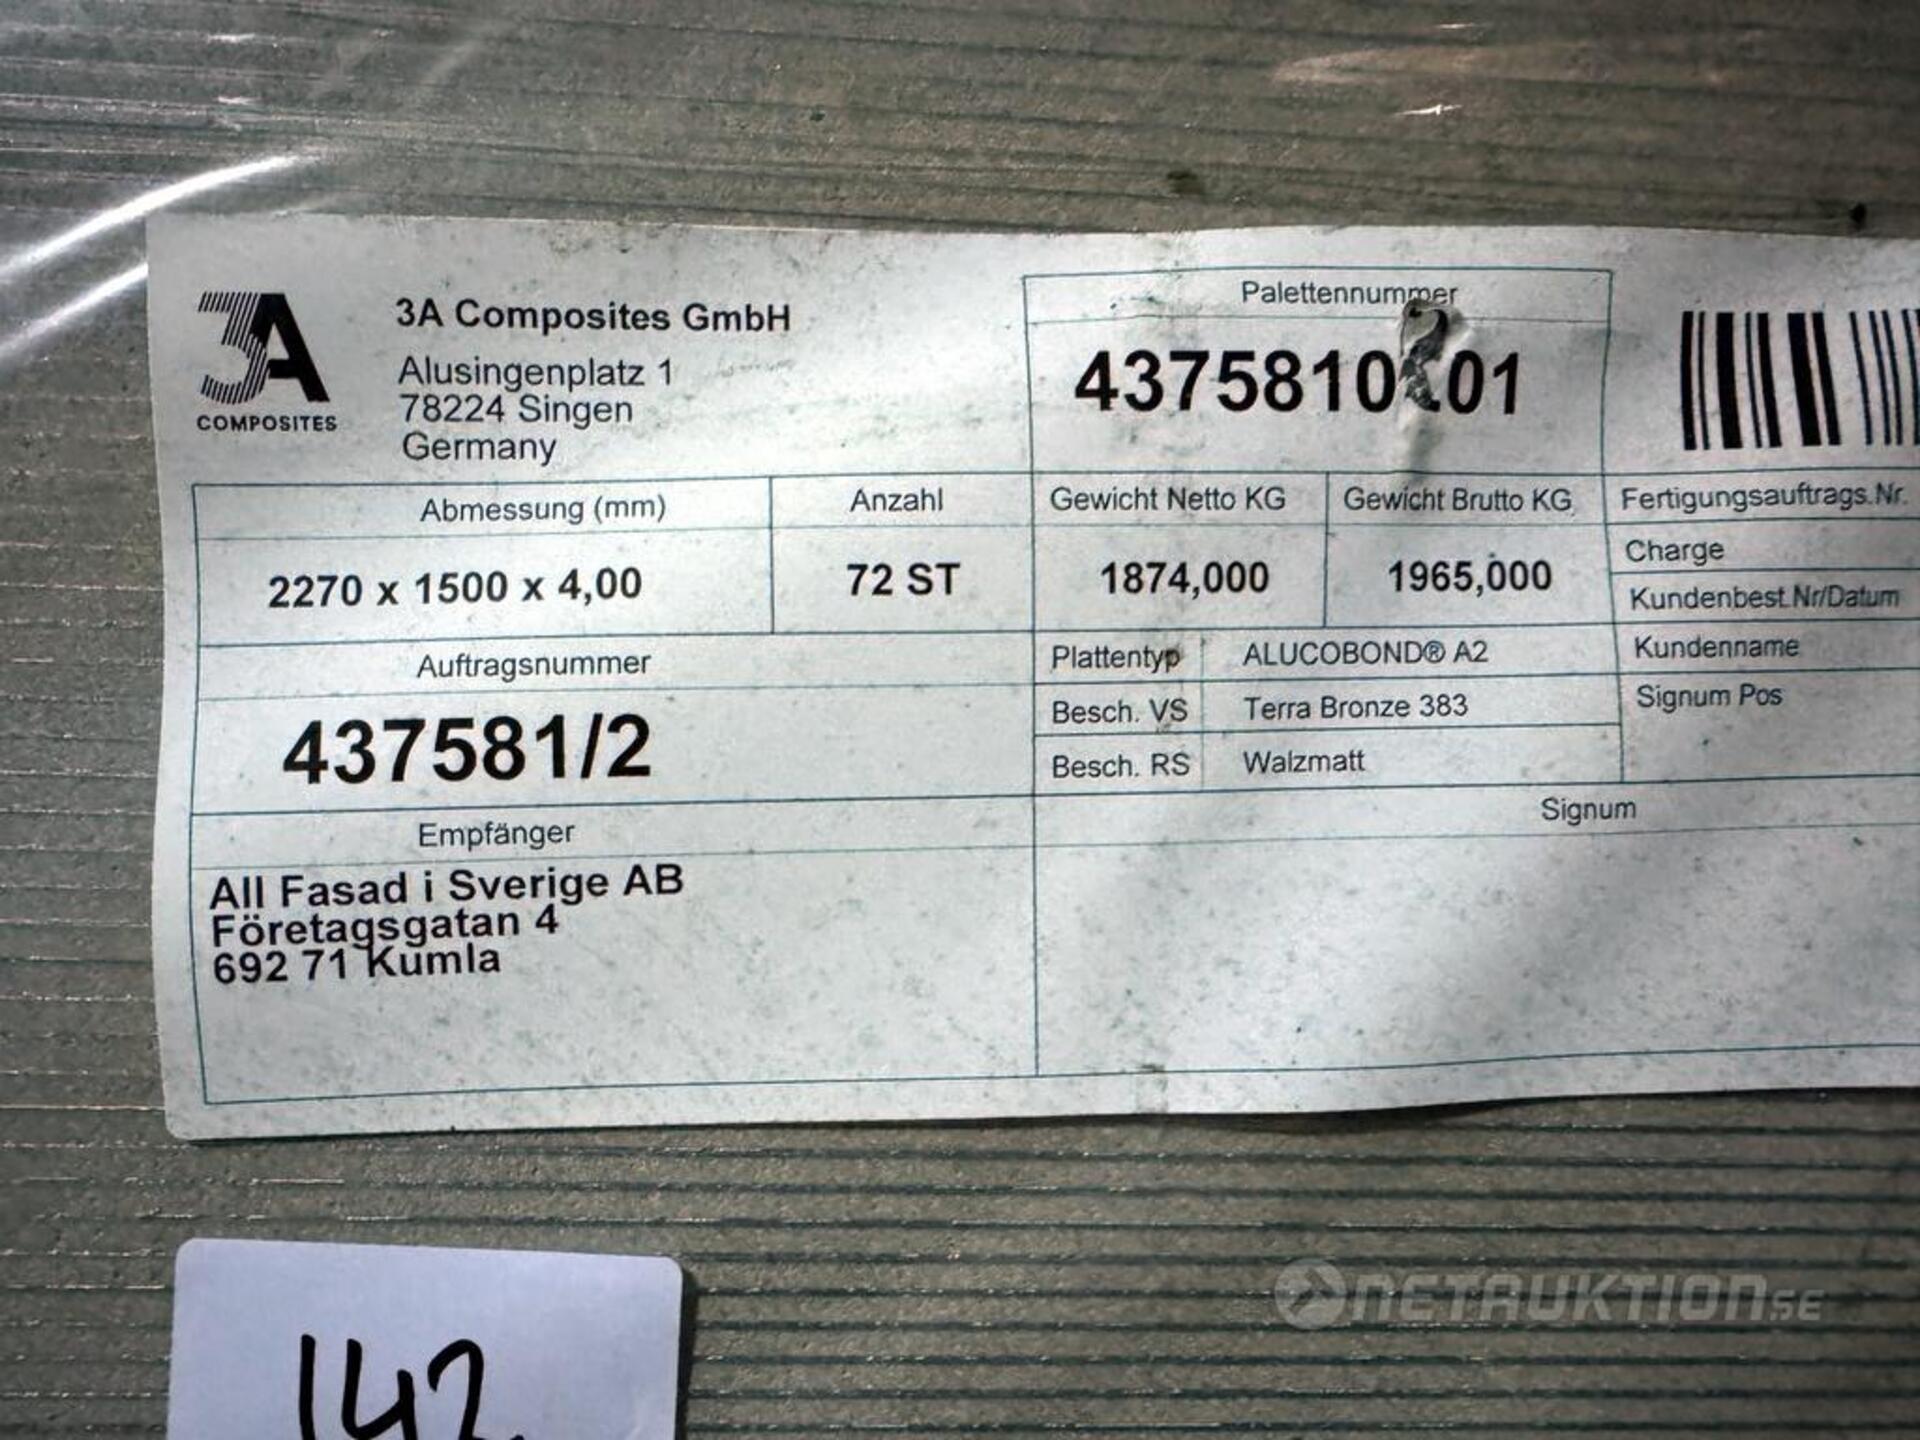 3A
COMPOSITES
3A Composites GmbH
Alusingenplatz 1
78224 Singen
Germany
Palettennummer
Abmessung (mm)
Anzahl
Gewicht Netto KG
Gewicht Brutto KG
Fertigungsauftrags.Nr.
2270 x 1500 x 4,00
72 ST
1874,000
1965,000
Charge
Kundenbest.Nr/Datum
Auftragsnummer
Plattentyp
ALUCOBOND® A2
Kundenname
437581/2
Besch. VS
Terra Bronze 383
Signum Pos
Besch. RS
Walzmatt
Empfänger
Signum
All Fasad i Sverige AB
Företagsgatan 4
692 71 Kumla
NETAUKTION.SE
142